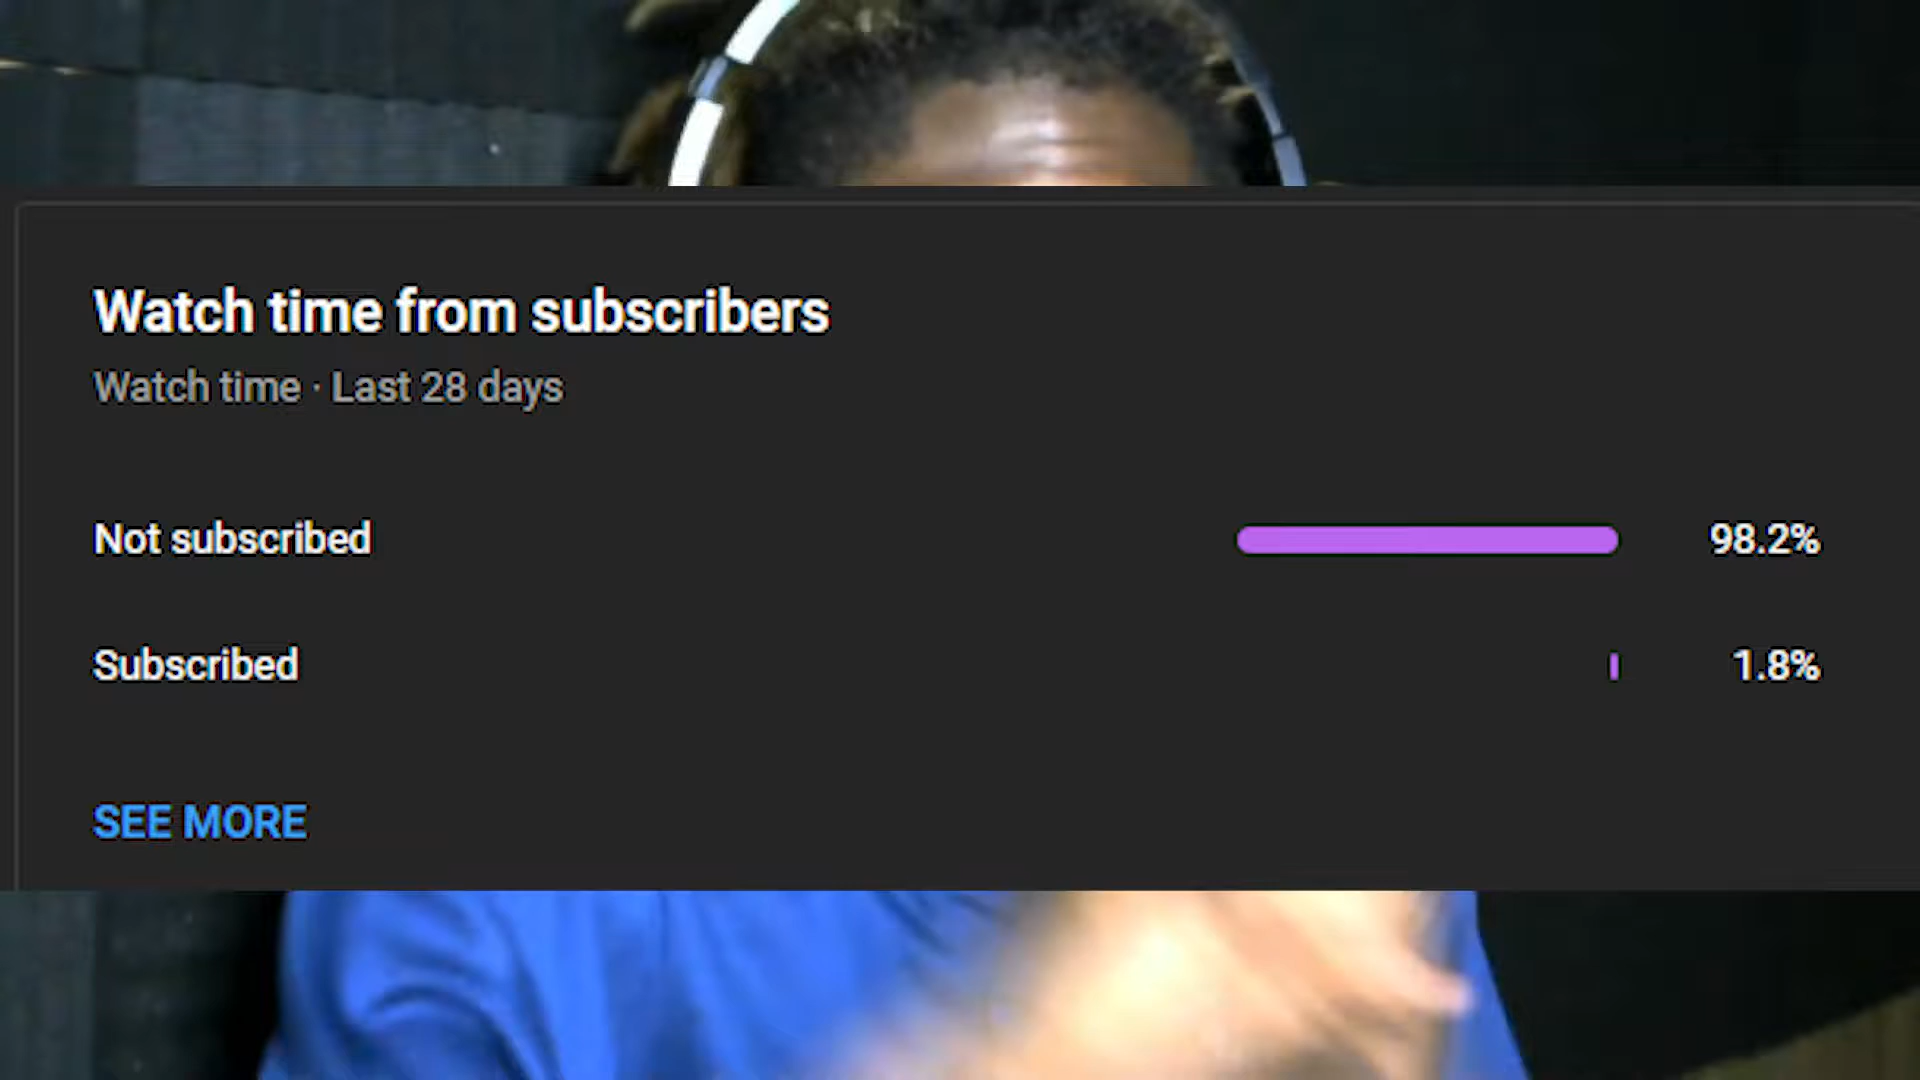 Watch time from subscribers
Watch time · Last 28 days
Not subscribed 98.2%
Subscribed 1.8%
SEE MORE